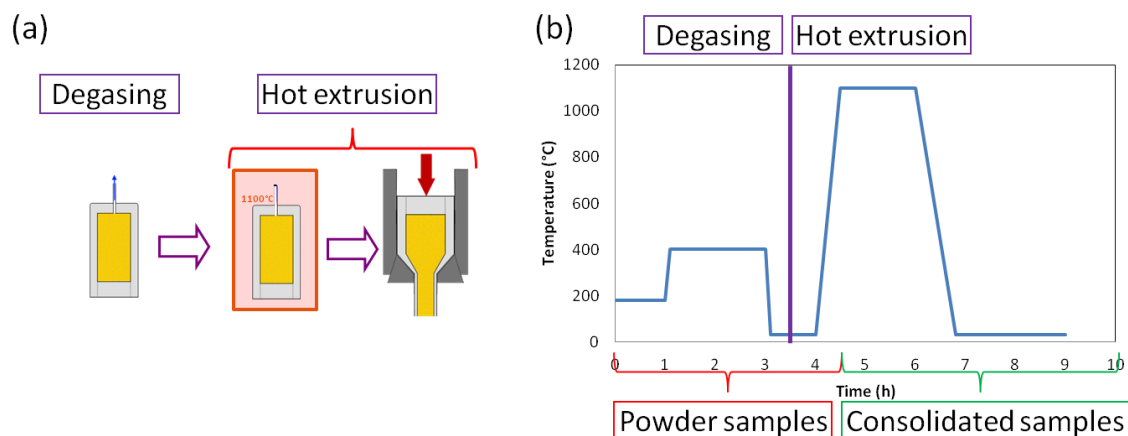 (a)
Degasing
Hot extrusion
1100°C
(b)
Degasing
Hot extrusion
1200
1000
800
600
400
200
0
Temperature (°C)
0 1 2 3 4 5 6 7 8 9 10
Time (h)
Powder samples
Consolidated samples